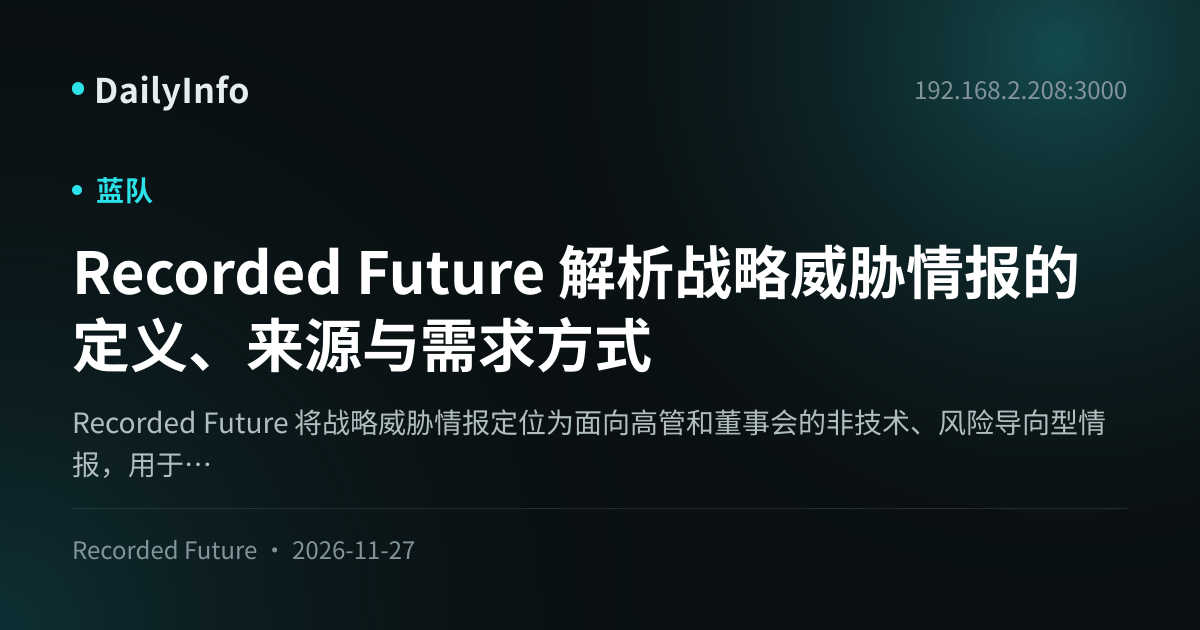 DailyInfo
192.168.2.208:3000
蓝队
Recorded Future 解析战略威胁情报的
定义、来源与需求方式
Recorded Future 将战略威胁情报定位为面向高管和董事会的非技术、风险导向型情
报，用于…
Recorded Future · 2026-11-27